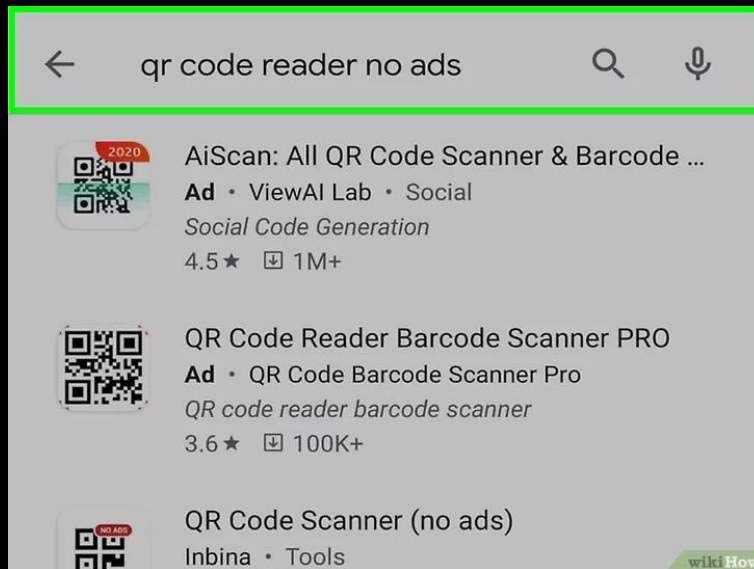 qr code reader no ads
2020
AiScan: All QR Code Scanner & Barcode ...
Ad • ViewAI Lab • Social
Social Code Generation
4.5★ 1M+
QR Code Reader Barcode Scanner PRO
Ad • QR Code Barcode Scanner Pro
QR code reader barcode scanner
3.6★ 100K+
NO ADS
QR Code Scanner (no ads)
Inbina • Tools
wikiHow